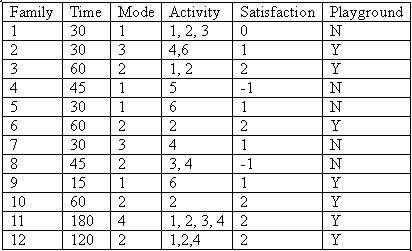 Family Time Mode Activity Satisfaction Playground
1 30 1 1, 2, 3 0 N
2 30 3 4,6 1 Y
3 60 2 1, 2 2 Y
4 45 1 5 -1 N
5 30 1 6 1 N
6 60 2 2 2 Y
7 30 3 4 1 N
8 45 2 3, 4 -1 N
9 15 1 6 1 Y
10 60 2 2 2 Y
11 180 4 1, 2, 3, 4 2 Y
12 120 2 1,2,4 2 Y